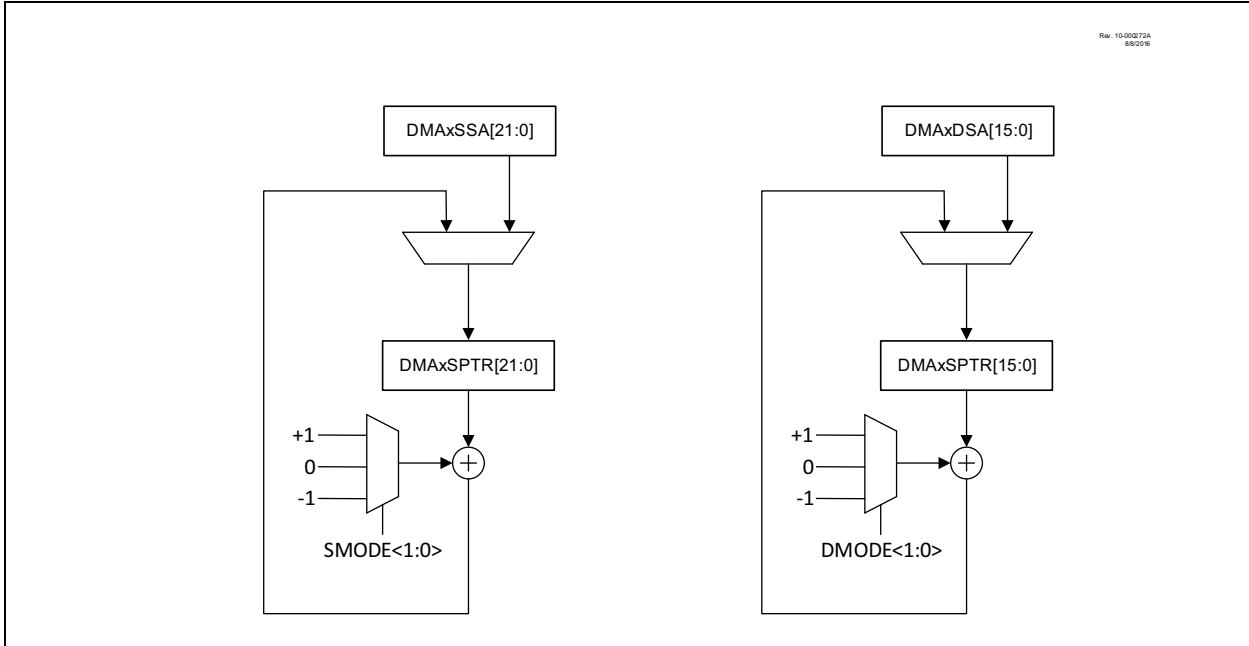 Rev. 10-000272A
8/8/2016
DMAxSSA[21:0]
DMAxSPTR[21:0]
+1
0
-1
SMODE<1:0>
DMAxDSA[15:0]
DMAxSPTR[15:0]
+1
0
-1
DMODE<1:0>